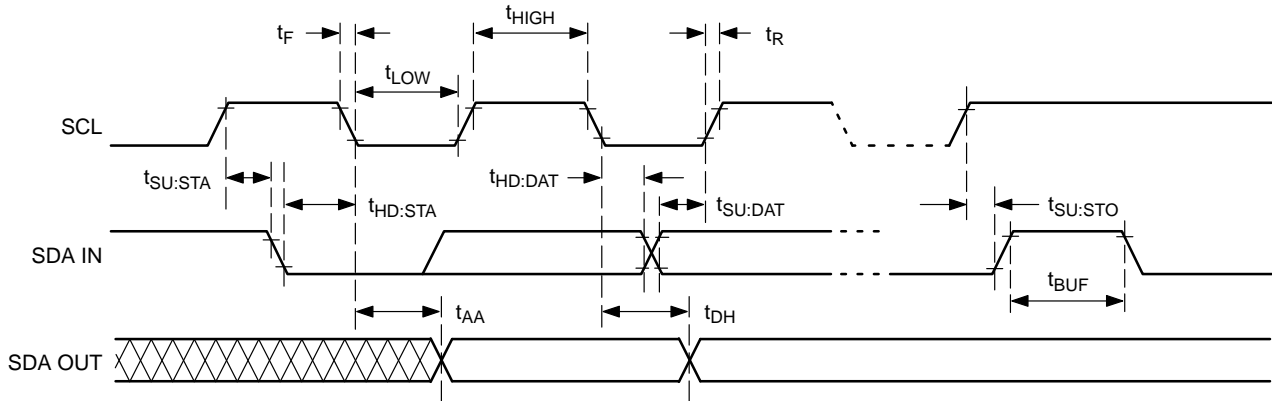 tHIGH
tF
tR
tLOW
SCL
tSU:STA
tHD:STA
tHD:DAT
tSU:DAT
tSU:STO
SDA IN
tBUF
tAA
tDH
SDA OUT